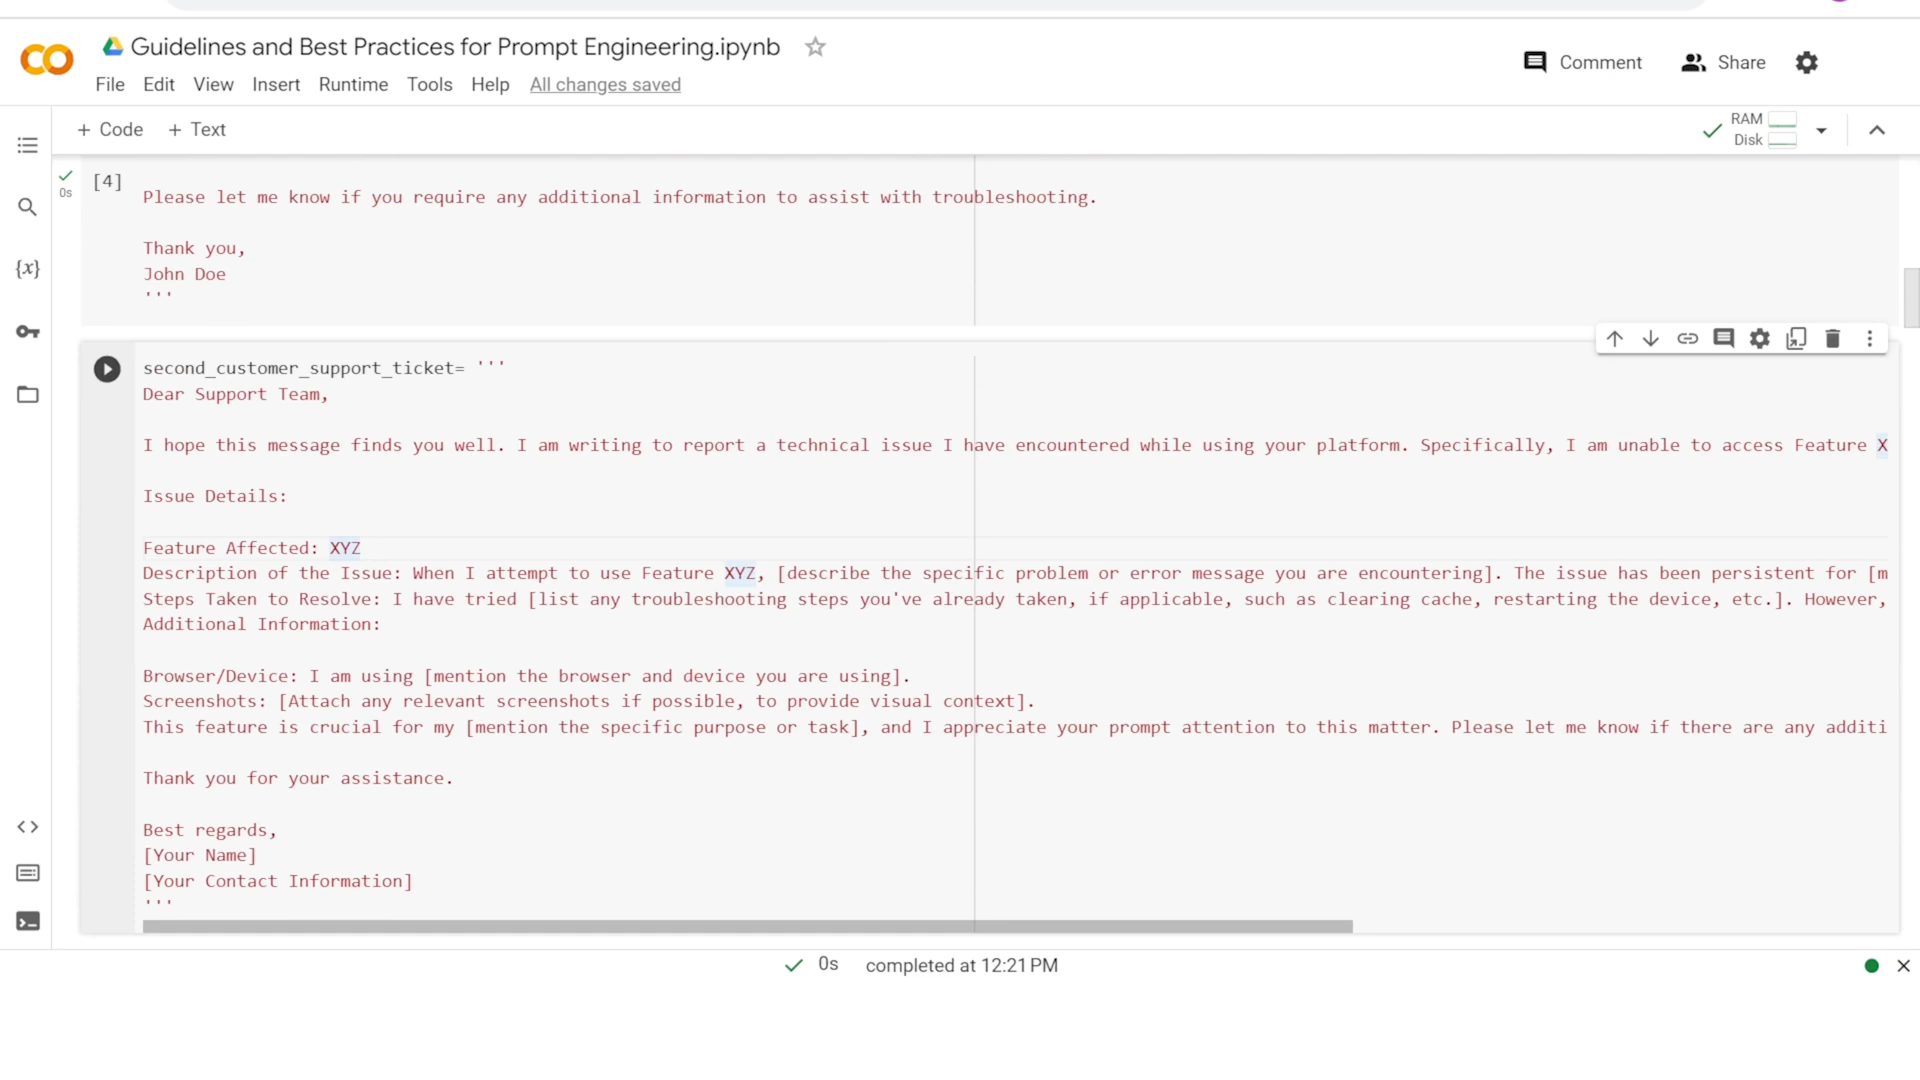 Guidelines and Best Practices for Prompt Engineering.ipynb
Comment
Share
File Edit View Insert Runtime Tools Help All changes saved
+ Code + Text
RAM
Disk
0s
[4]
Please let me know if you require any additional information to assist with troubleshooting.
Thank you,
John Doe
'''
second_customer_support_ticket= '''
Dear Support Team,
I hope this message finds you well. I am writing to report a technical issue I have encountered while using your platform. Specifically, I am unable to access Feature X
Issue Details:
Feature Affected: XYZ
Description of the Issue: When I attempt to use Feature XYZ, [describe the specific problem or error message you are encountering]. The issue has been persistent for [m
Steps Taken to Resolve: I have tried [list any troubleshooting steps you've already taken, if applicable, such as clearing cache, restarting the device, etc.]. However,
Additional Information:
Browser/Device: I am using [mention the browser and device you are using].
Screenshots: [Attach any relevant screenshots if possible, to provide visual context].
This feature is crucial for my [mention the specific purpose or task], and I appreciate your prompt attention to this matter. Please let me know if there are any additi
Thank you for your assistance.
Best regards,
[Your Name]
[Your Contact Information]
'''
0s completed at 12:21 PM